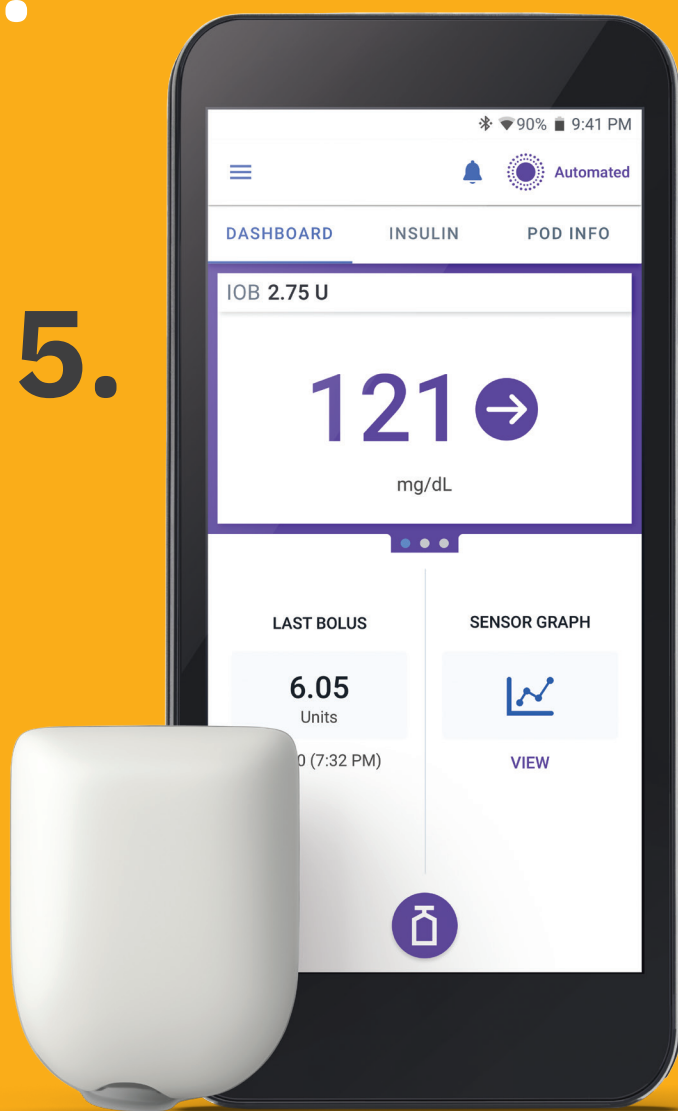 90% 9:41 PM
Automated
DASHBOARD INSULIN POD INFO
IOB 2.75 U
5.
121
mg/dL
LAST BOLUS SENSOR GRAPH
6.05
Units
0 (7:32 PM) VIEW